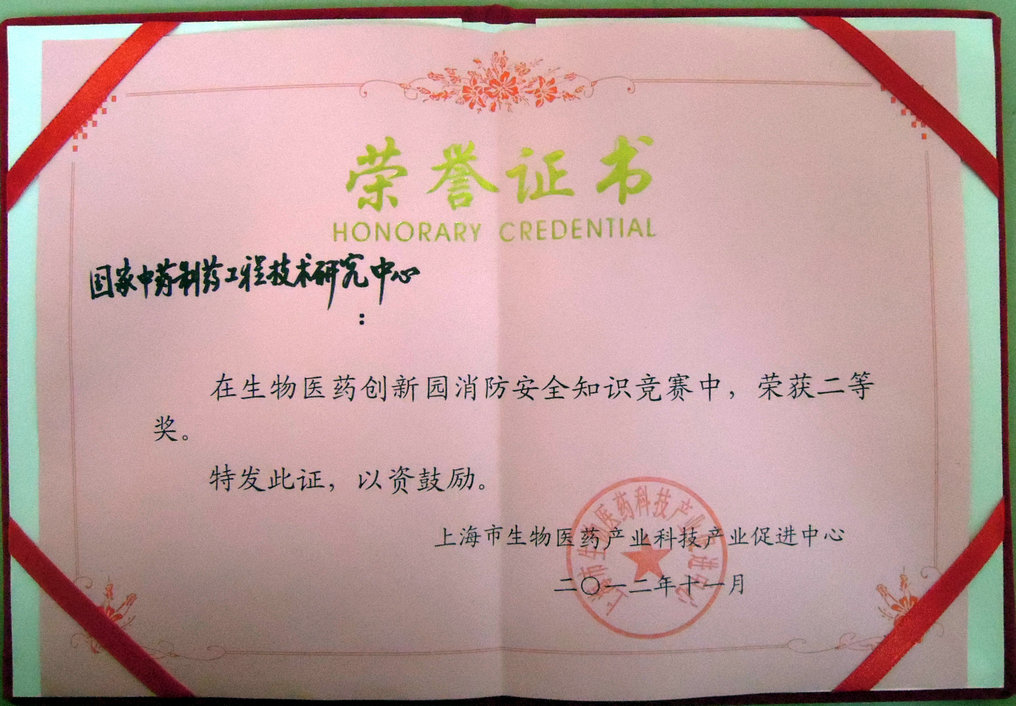 荣誉证书
HONORARY CREDENTIAL
国家中药制药工程技术研究中心
:
在生物医药创新园消防安全知识竞赛中，荣获二等
奖。
特发此证，以资鼓励。
上海市生物医药产业科技产业促进中心
二〇一二年十一月
上海市生物医药科技产业促进中心